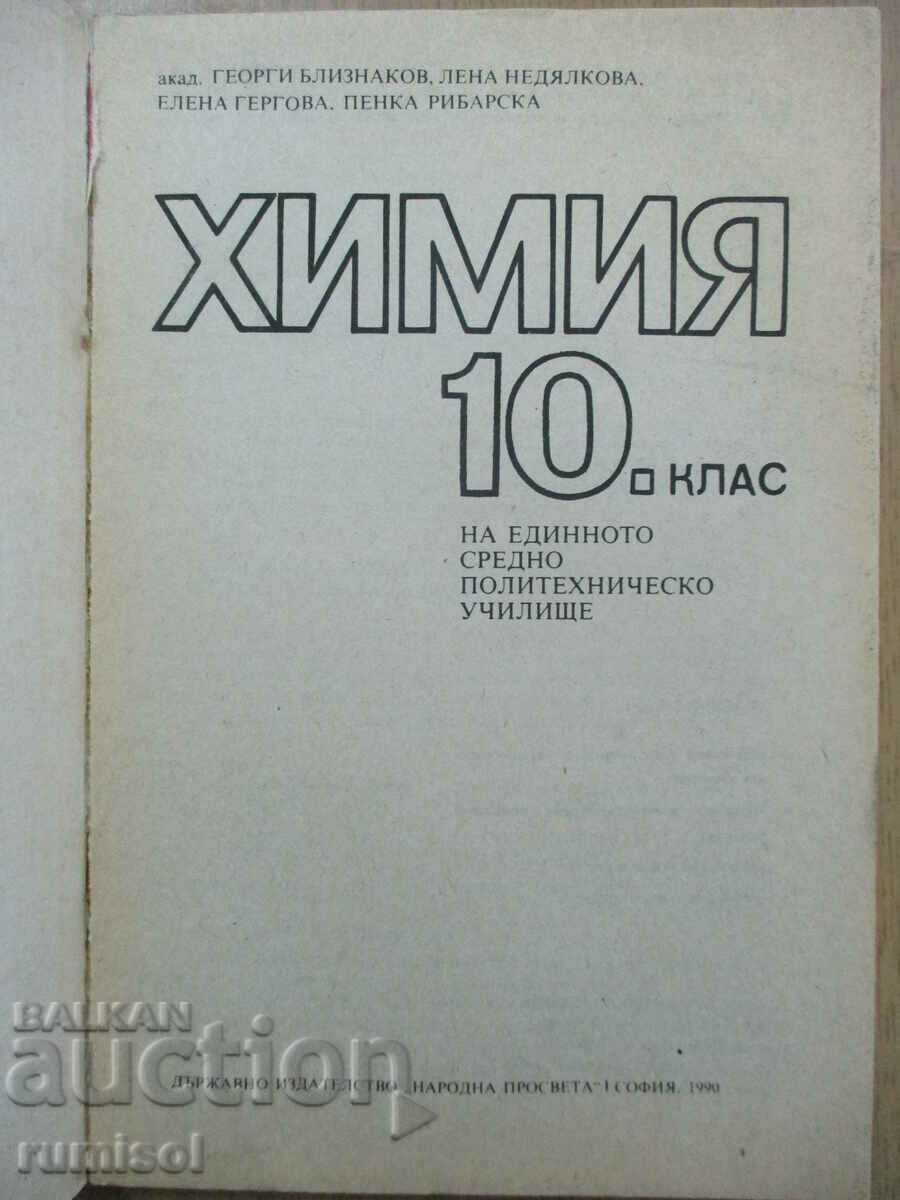 акад. ГЕОРГИ БЛИЗНАКОВ, ЛЕНА НЕДЯЛКОВА,
ЕЛЕНА ГЕРГОВА, ПЕНКА РИБАРСКА
ХИМИЯ
10. КЛАС
НА ЕДИННОТО
СРЕДНО
ПОЛИТЕХНИЧЕСКО
УЧИЛИЩЕ
BALKAN
auction
ДЪРЖАВНО ИЗДАТЕЛСТВО „НАРОДНА ПРОСВЕТА“ | СОФИЯ, 1990
rumisol